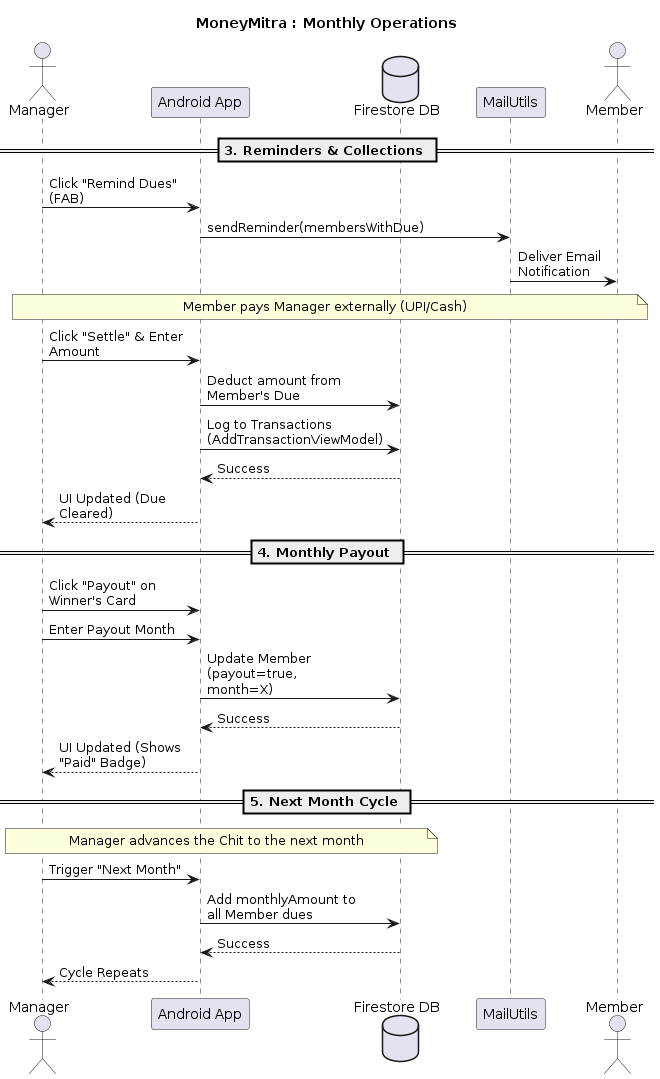 MoneyMitra : Monthly Operations
Manager
Android App
Firestore DB
MailUtils
Member
3. Reminders & Collections
Click "Remind Dues"
(FAB)
sendReminder(membersWithDue)
Deliver Email
Notification
Member pays Manager externally (UPI/Cash)
Click "Settle" & Enter
Amount
Deduct amount from
Member's Due
Log to Transactions
(AddTransactionViewModel)
Success
UI Updated (Due
Cleared)
4. Monthly Payout
Click "Payout" on
Winner's Card
Enter Payout Month
Update Member
(payout=true,
month=X)
Success
UI Updated (Shows
"Paid" Badge)
5. Next Month Cycle
Manager advances the Chit to the next month
Trigger "Next Month"
Add monthlyAmount to
all Member dues
Success
Cycle Repeats
Manager
Android App
Firestore DB
MailUtils
Member